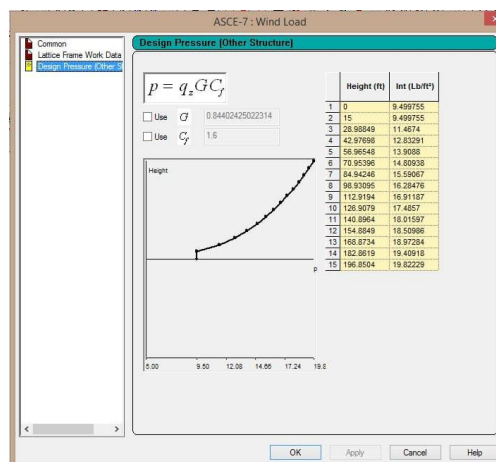 ASCE-7 : Wind Load
Common
Lattice Frame Work Data
Design Pressure (Other St
Design Pressure (Other Structure)
p = q_z G C_f
Use G 0.84402425022314
Use C_f 1.6
Height
p
5.00 9.50 12.08 14.66 17.24 19.8
Height (ft) Int (Lb/ft²)
1 0 9.499755
2 15 9.499755
3 28.98849 11.4674
4 42.97698 12.83291
5 56.96548 13.9088
6 70.95396 14.80938
7 84.94246 15.59067
8 98.93095 16.28476
9 112.9194 16.91187
10 126.9079 17.4857
11 140.8964 18.01597
12 154.8849 18.50986
13 168.8734 18.97284
14 182.8619 19.40918
15 196.8504 19.82229
OK Apply Cancel Help